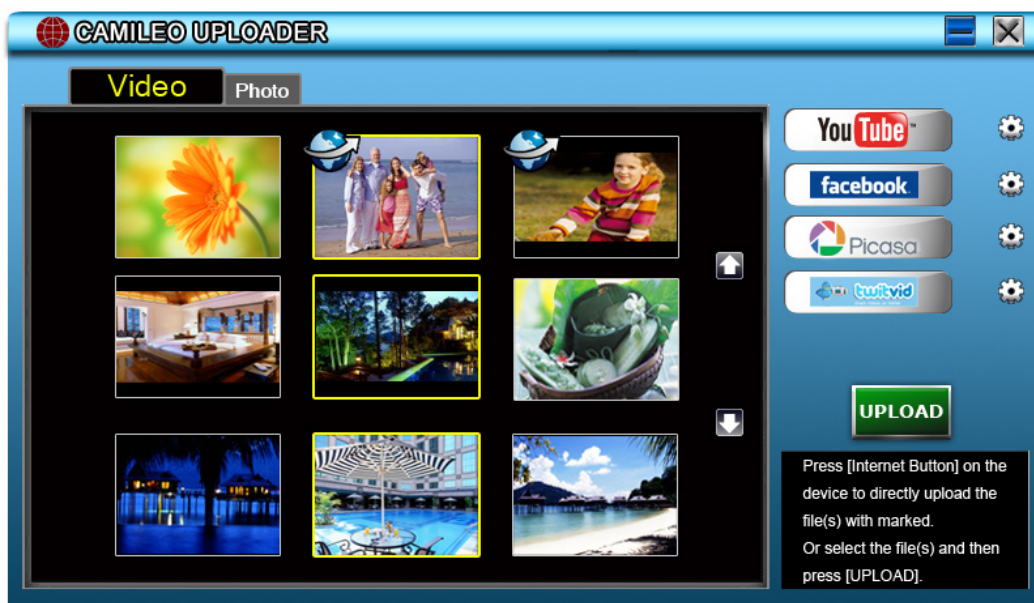 CAMILEO UPLOADER
Video
Photo
YouTube™
facebook
Picasa
twitvid
UPLOAD
Press [Internet Button] on the
device to directly upload the
file(s) with marked.
Or select the file(s) and then
press [UPLOAD].